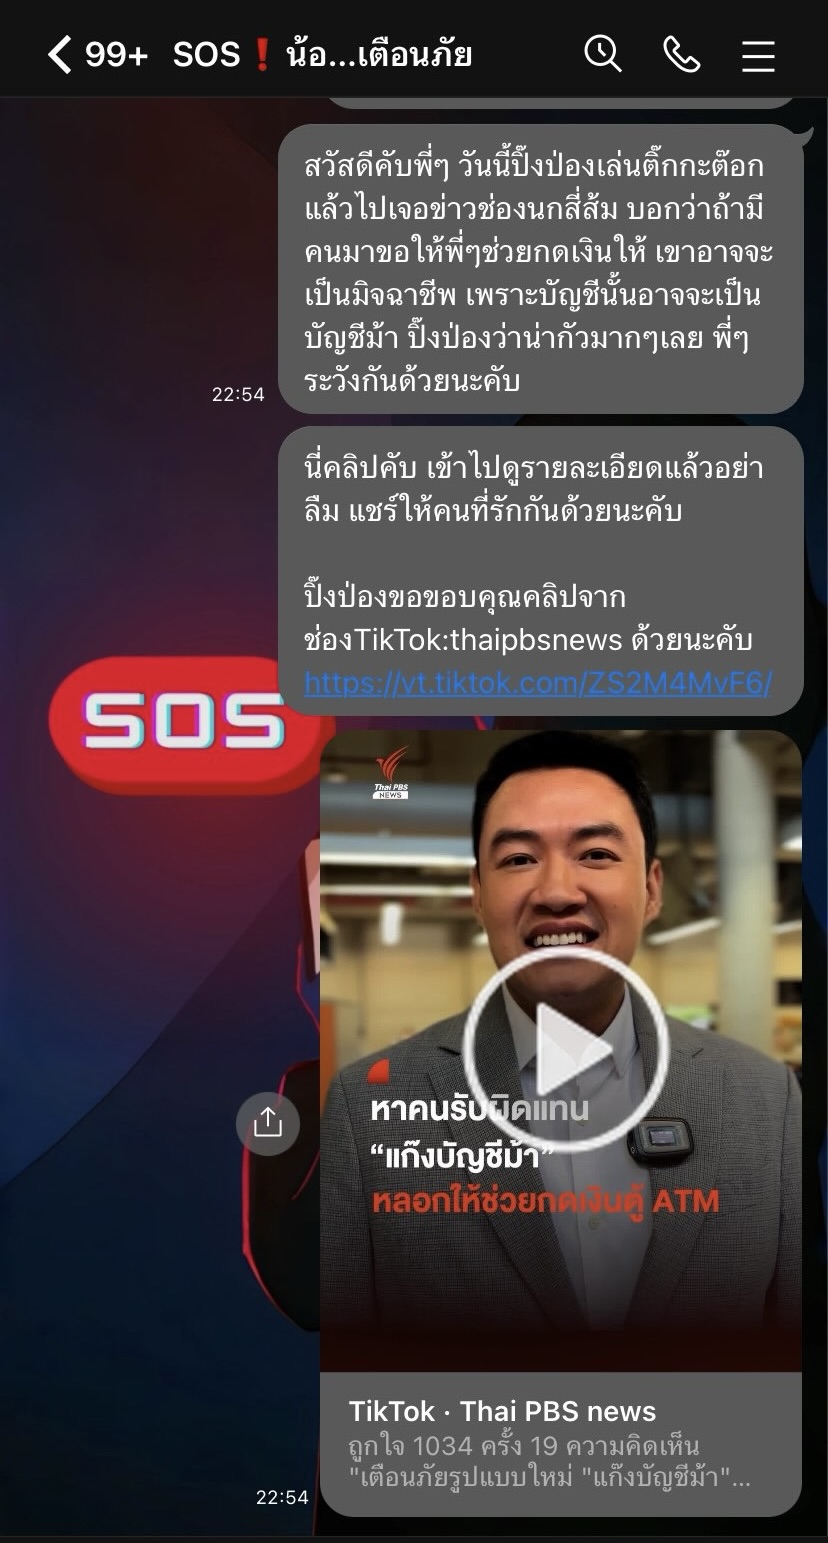 99+ SOS❗น้อ...เตือนภัย
สวัสดีคับพี่ๆ วันนี้ปิ๊งป่องเล่นติ๊กกะต๊อก
แล้วไปเจอข่าวช่องนกสี่ส้ม บอกว่าถ้ามี
คนมาขอให้พี่ๆช่วยกดเงินให้ เขาอาจจะ
เป็นมิจฉาชีพ เพราะบัญชีนั้นอาจจะเป็น
บัญชีม้า ปิ๊งป่องว่าน่ากัวมากๆเลย พี่ๆ
ระวังกันด้วยนะคับ
22:54
นี่คลิปคับ เข้าไปดูรายละเอียดแล้วอย่า
ลืม แชร์ให้คนที่รักกันด้วยนะคับ
ปิ๊งป่องขอขอบคุณคลิปจาก
ช่องTikTok:thaipbsnews ด้วยนะคับ
https://vt.tiktok.com/ZS2M4MvF6/
SOS
Thai PBS
NEWS
หาคนรับผิดแทน
“แก๊งบัญชีม้า”
หลอกให้ช่วยกดเงินตู้ ATM
TikTok · Thai PBS news
ถูกใจ 1034 ครั้ง 19 ความคิดเห็น
"เตือนภัยรูปแบบใหม่ "แก๊งบัญชีม้า"...
22:54